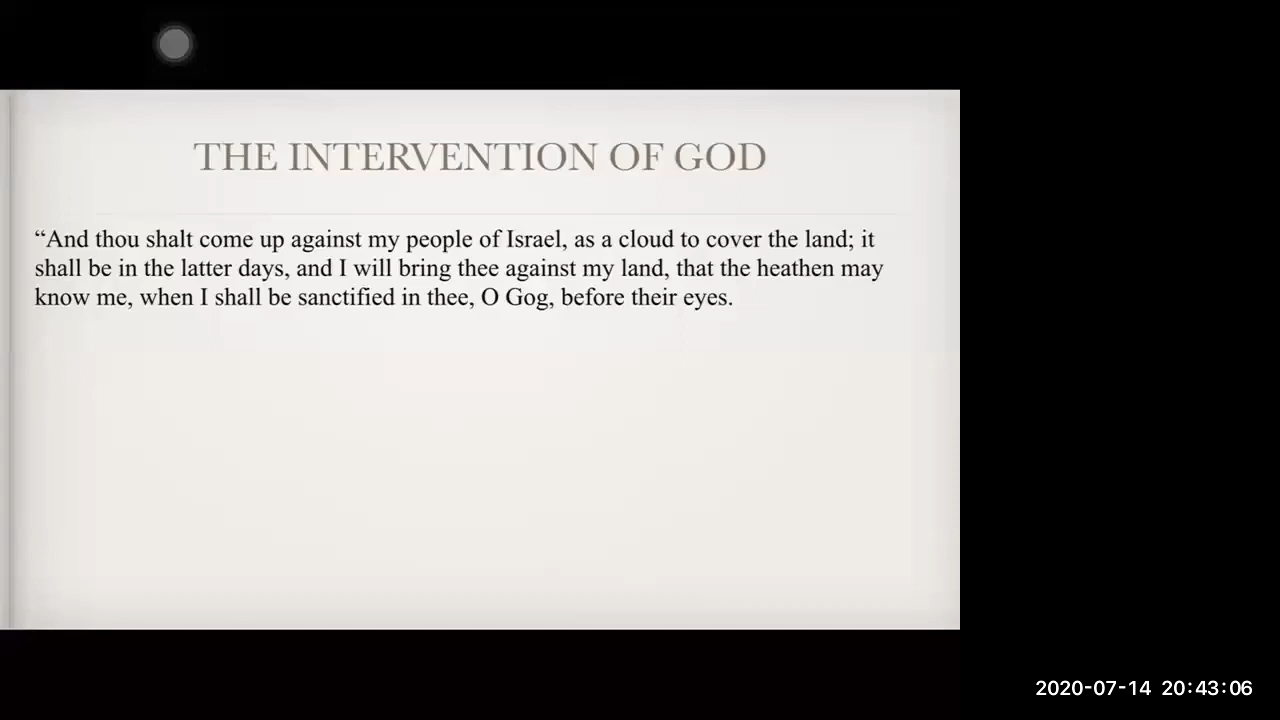 THE INTERVENTION OF GOD
“And thou shalt come up against my people of Israel, as a cloud to cover the land; it
shall be in the latter days, and I will bring thee against my land, that the heathen may
know me, when I shall be sanctified in thee, O Gog, before their eyes.
2020-07-14 20:43:06